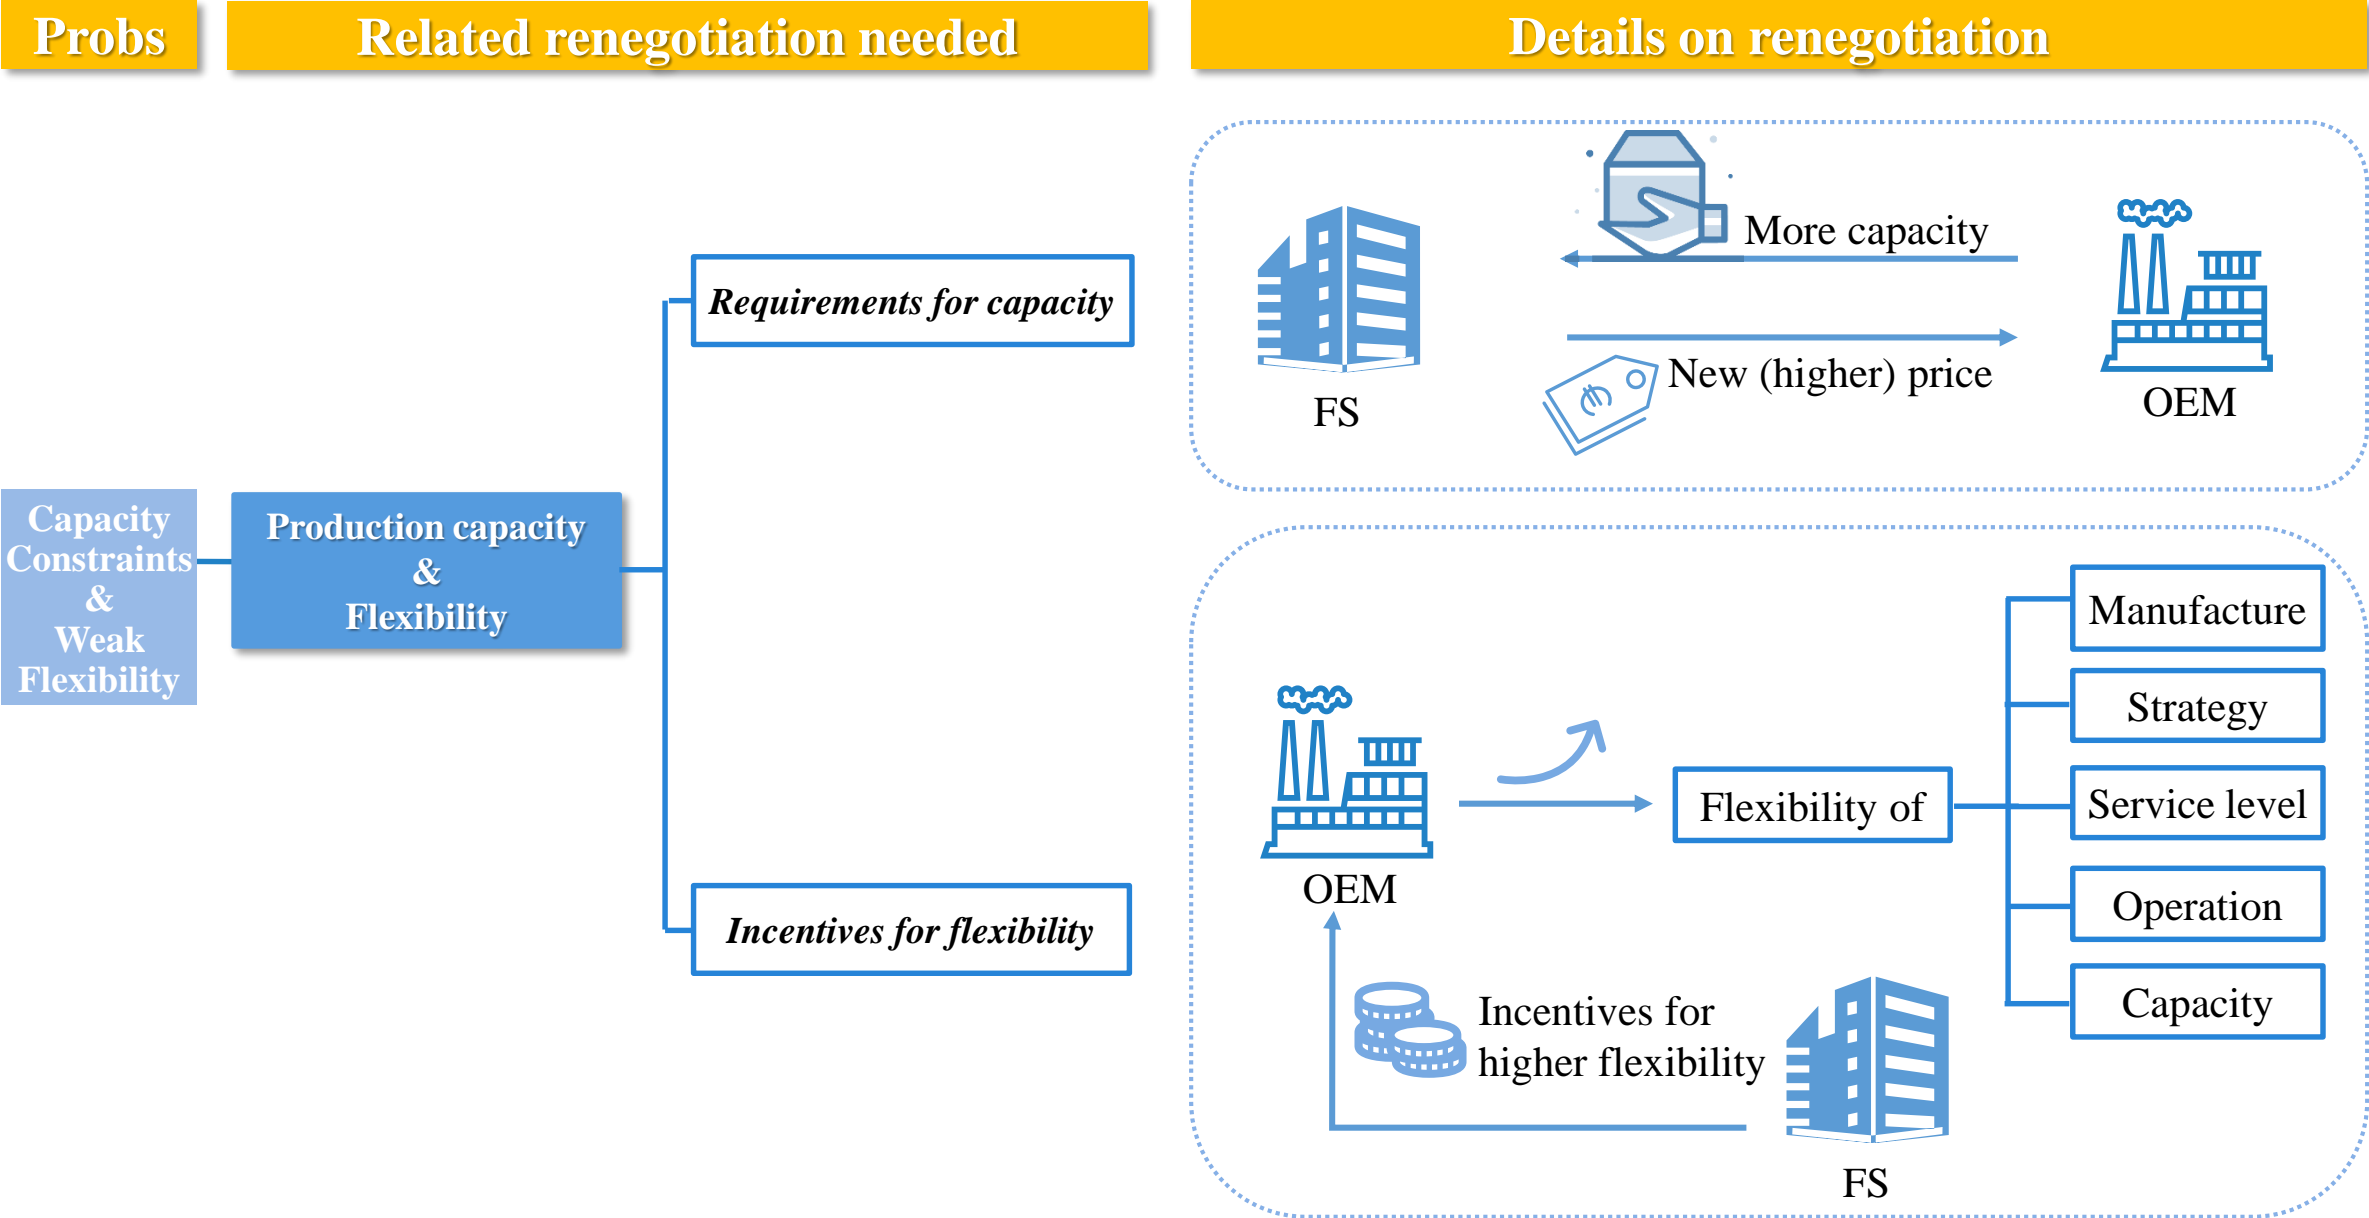 Probs
Related renegotiation needed
Details on renegotiation
Capacity
Constraints
&
Weak
Flexibility
Production capacity
&
Flexibility
Requirements for capacity
Incentives for flexibility
More capacity
New (higher) price
€
FS
OEM
OEM
Flexibility of
Manufacture
Strategy
Service level
Operation
Capacity
Incentives for
higher flexibility
FS